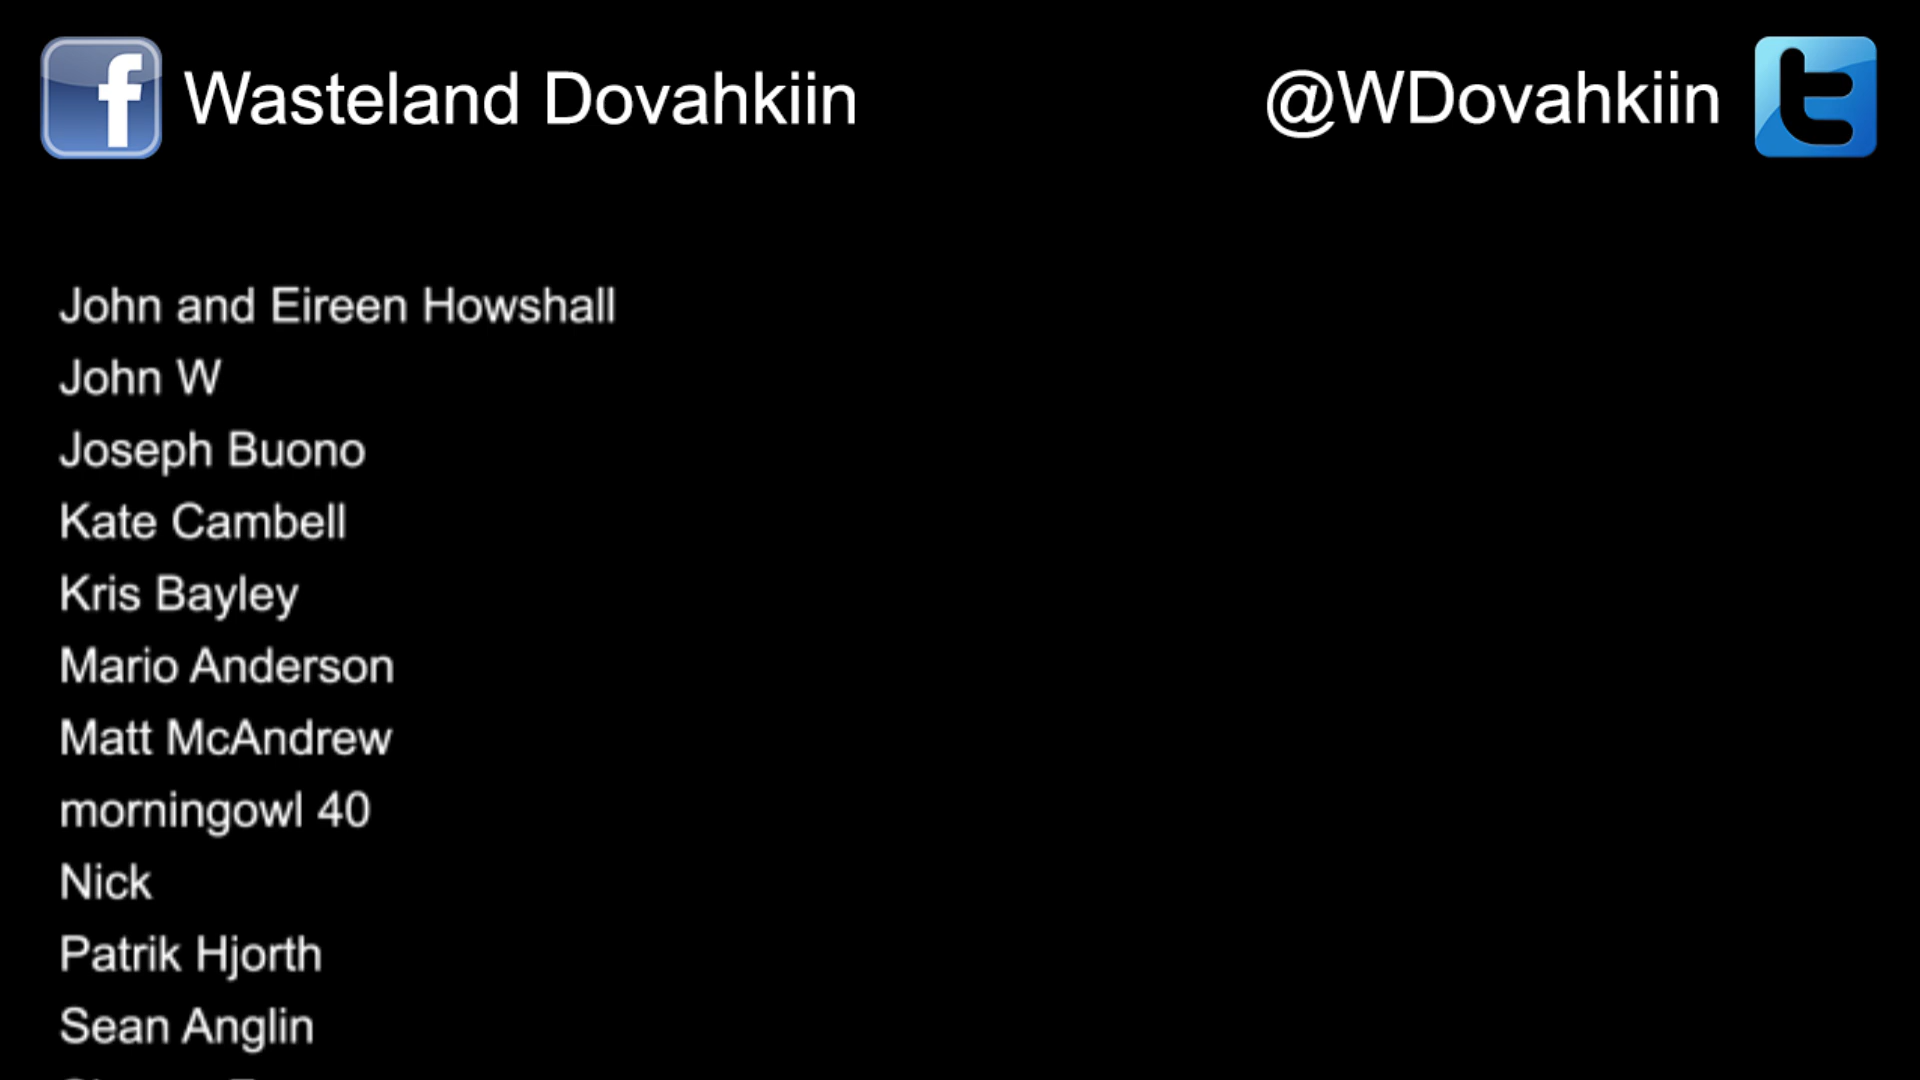 Wasteland Dovahkiin
@WDovahkiin
John and Eireen Howshall
John W
Joseph Buono
Kate Cambell
Kris Bayley
Mario Anderson
Matt McAndrew
morningowl 40
Nick
Patrik Hjorth
Sean Anglin